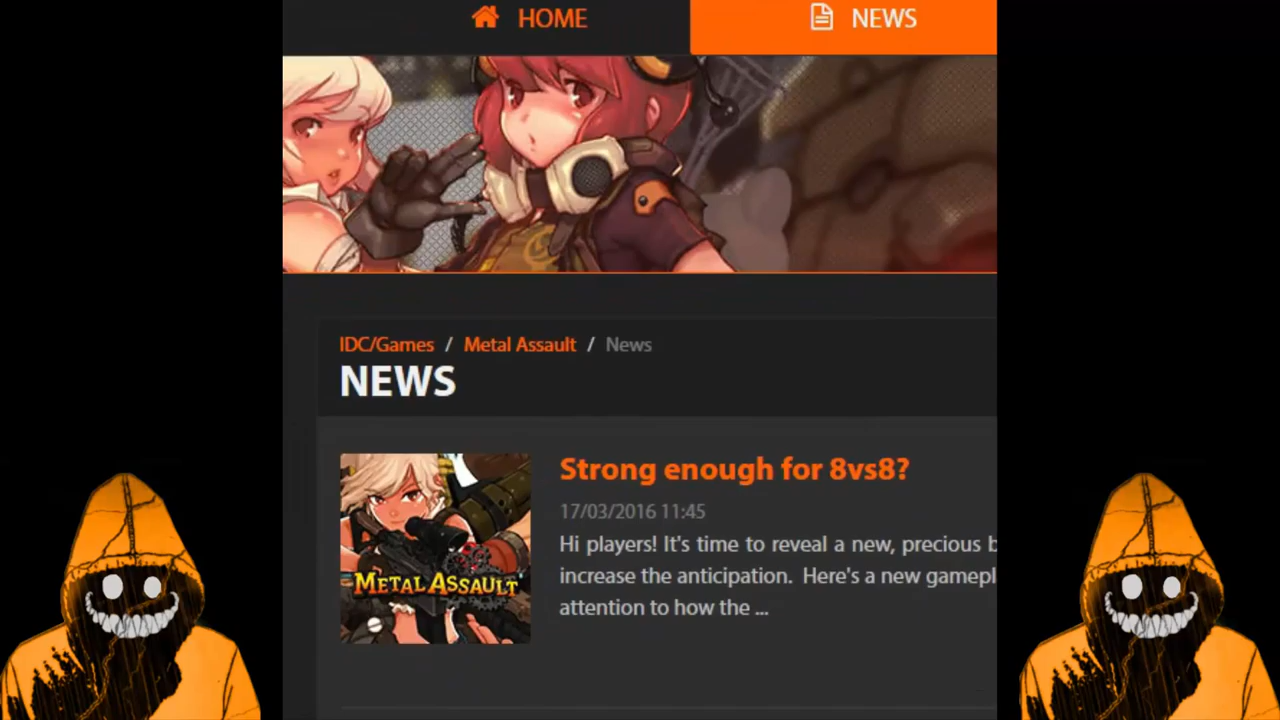 HOME
NEWS
IDC/Games / Metal Assault / News
NEWS
METAL ASSAULT
Strong enough for 8vs8?
17/03/2016 11:45
Hi players! It's time to reveal a new, precious
increase the anticipation. Here's a new
attention to how the ...